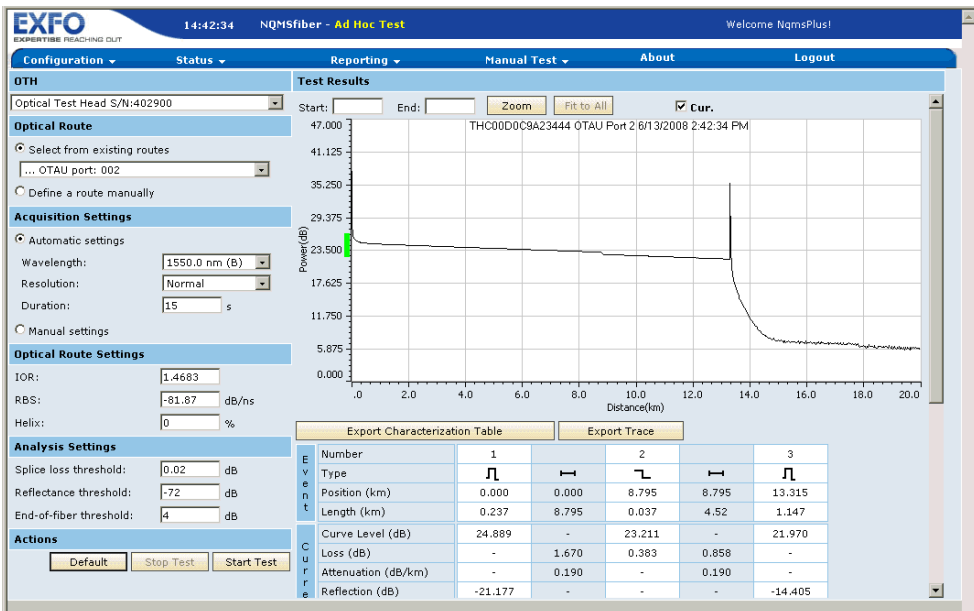 EXFO
EXPERTISE REACHING OUT
14:42:34
NQMSfiber - Ad Hoc Test
Welcome NqmsPlus!
Configuration Status Reporting Manual Test About Logout
OTH
Optical Test Head S/N:402900
Optical Route
Select from existing routes
... OTAU port: 002
Define a route manually
Acquisition Settings
Automatic settings
Wavelength: 1550.0 nm (B)
Resolution: Normal
Duration: 15 s
Manual settings
Optical Route Settings
IOR: 1.4683
RBS: -81.87 dB/ns
Helix: 0 %
Analysis Settings
Splice loss threshold: 0.02 dB
Reflectance threshold: -72 dB
End-of-fiber threshold: 4 dB
Actions
Default Stop Test Start Test
Test Results
Start: End: Zoom Fit to All Cur.
THC00D0C9A23444 OTAU Port 2 6/13/2008 2:42:34 PM
47.000
41.125
35.250
29.375
23.500
17.625
11.750
5.875
0.000
Power(dB)
.0 2.0 4.0 6.0 8.0 10.0 12.0 14.0 16.0 18.0 20.0
Distance(km)
Export Characterization Table Export Trace
Event
Number 1 2 3
Type
Position (km) 0.000 0.000 8.795 8.795 13.315
Length (km) 0.237 8.795 0.037 4.52 1.147
Curre
Curve Level (dB) 24.889 - 23.211 - 21.970
Loss (dB) - 1.670 0.383 0.858 -
Attenuation (dB/km) - 0.190 - 0.190 -
Reflection (dB) -21.177 - - - -14.405